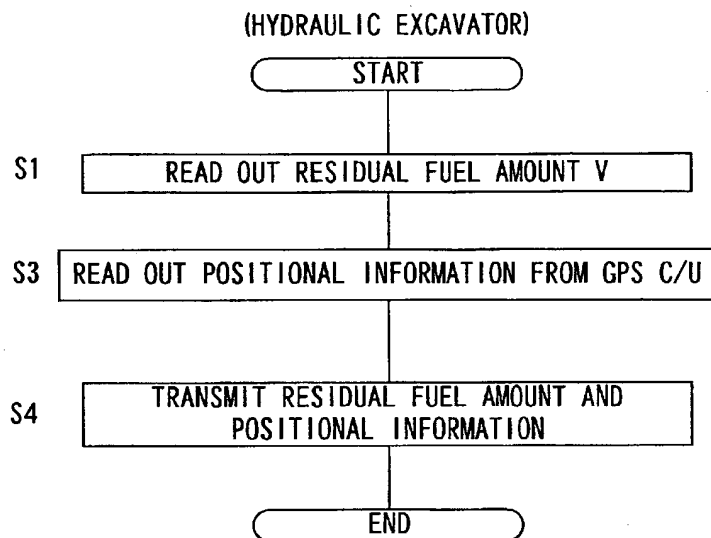 (HYDRAULIC EXCAVATOR)
START
S1 READ OUT RESIDUAL FUEL AMOUNT V
S3 READ OUT POSITIONAL INFORMATION FROM GPS C/U
S4 TRANSMIT RESIDUAL FUEL AMOUNT AND
POSITIONAL INFORMATION
END